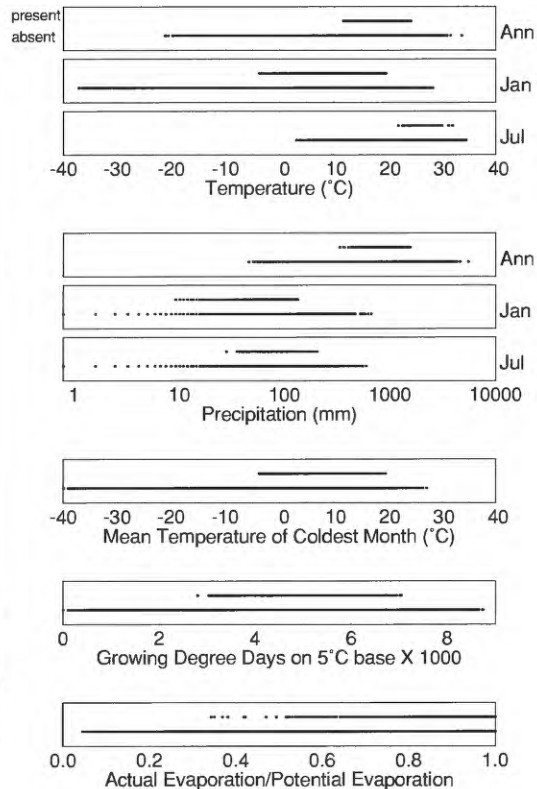 present
absent
Ann
Jan
Jul
-40 -30 -20 -10 0 10 20 30 40
Temperature (˚C)
Ann
Jan
Jul
1 10 100 1000 10000
Precipitation (mm)
-40 -30 -20 -10 0 10 20 30 40
Mean Temperature of Coldest Month (˚C)
0 2 4 6 8
Growing Degree Days on 5˚C base X 1000
0.0 0.2 0.4 0.6 0.8 1.0
Actual Evaporation/Potential Evaporation